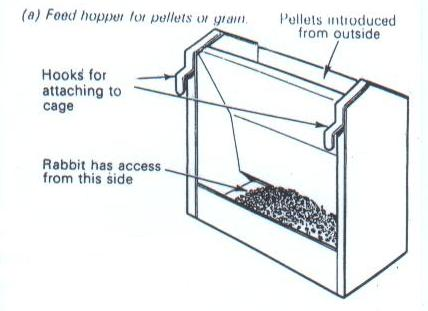 (a) Feed hopper for pellets or grain.
Pellets introduced
from outside
Hooks for
attaching to
cage
Rabbit has access
from this side